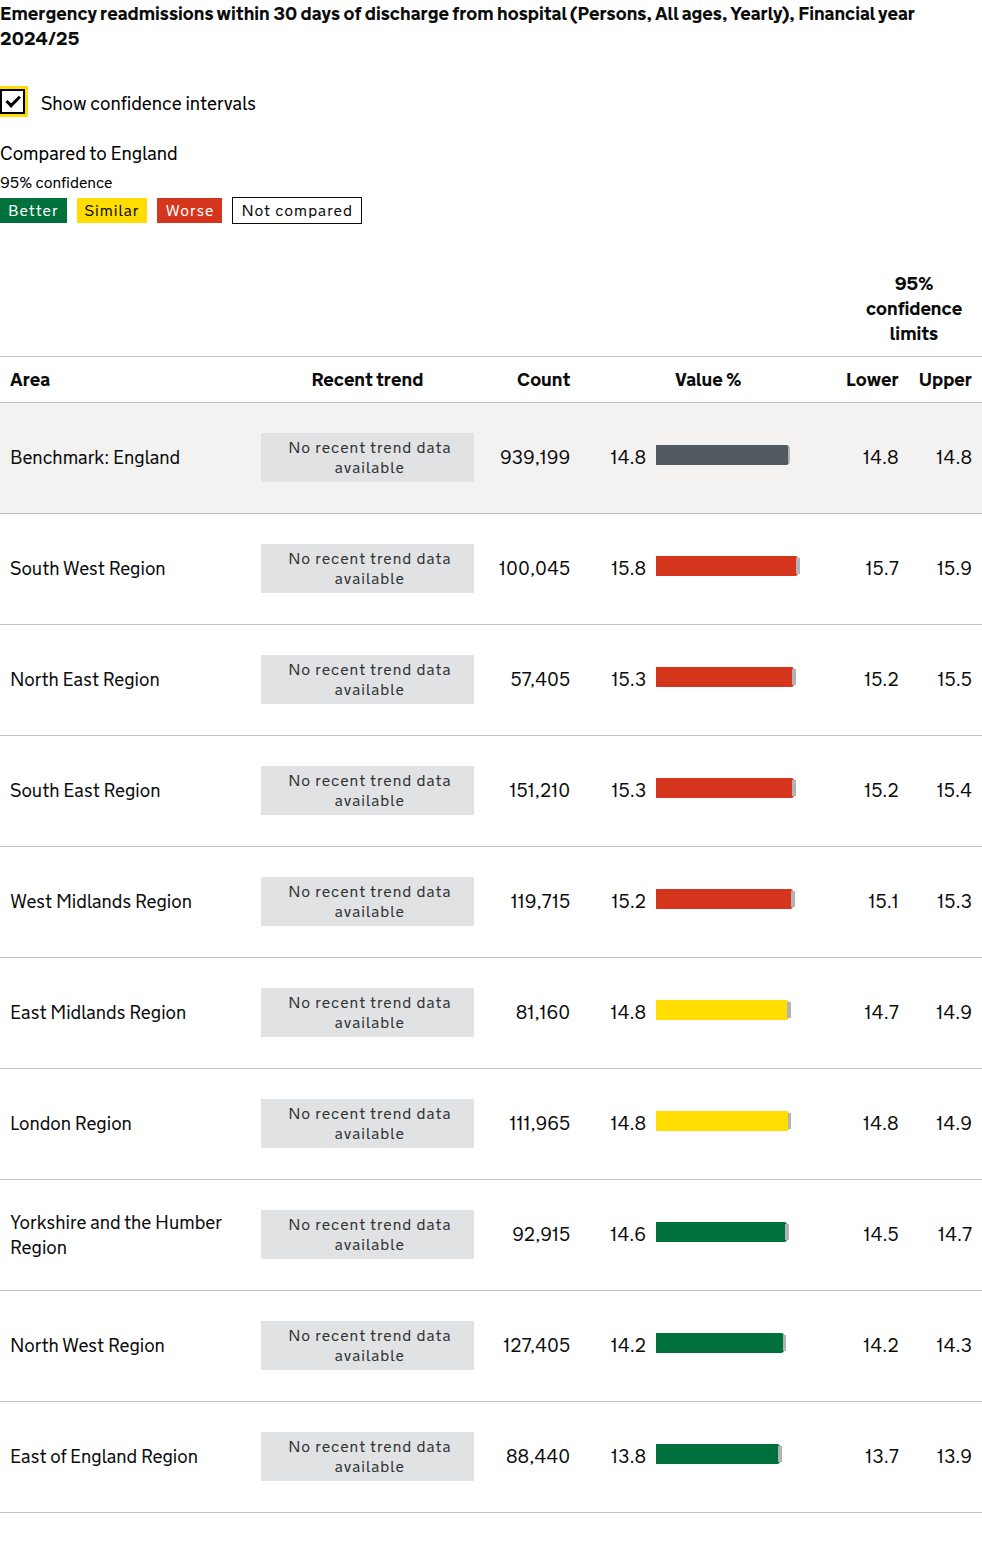 Emergency readmissions within 30 days of discharge from hospital (Persons, All ages, Yearly), Financial year
2024/25
Show confidence intervals
Compared to England
95% confidence
Better Similar Worse Not compared
95%
confidence
limits
Area Recent trend Count Value % Lower Upper
Benchmark: England No recent trend data available 939,199 14.8 14.8 14.8
South West Region No recent trend data available 100,045 15.8 15.7 15.9
North East Region No recent trend data available 57,405 15.3 15.2 15.5
South East Region No recent trend data available 151,210 15.3 15.2 15.4
West Midlands Region No recent trend data available 119,715 15.2 15.1 15.3
East Midlands Region No recent trend data available 81,160 14.8 14.7 14.9
London Region No recent trend data available 111,965 14.8 14.8 14.9
Yorkshire and the Humber Region No recent trend data available 92,915 14.6 14.5 14.7
North West Region No recent trend data available 127,405 14.2 14.2 14.3
East of England Region No recent trend data available 88,440 13.8 13.7 13.9